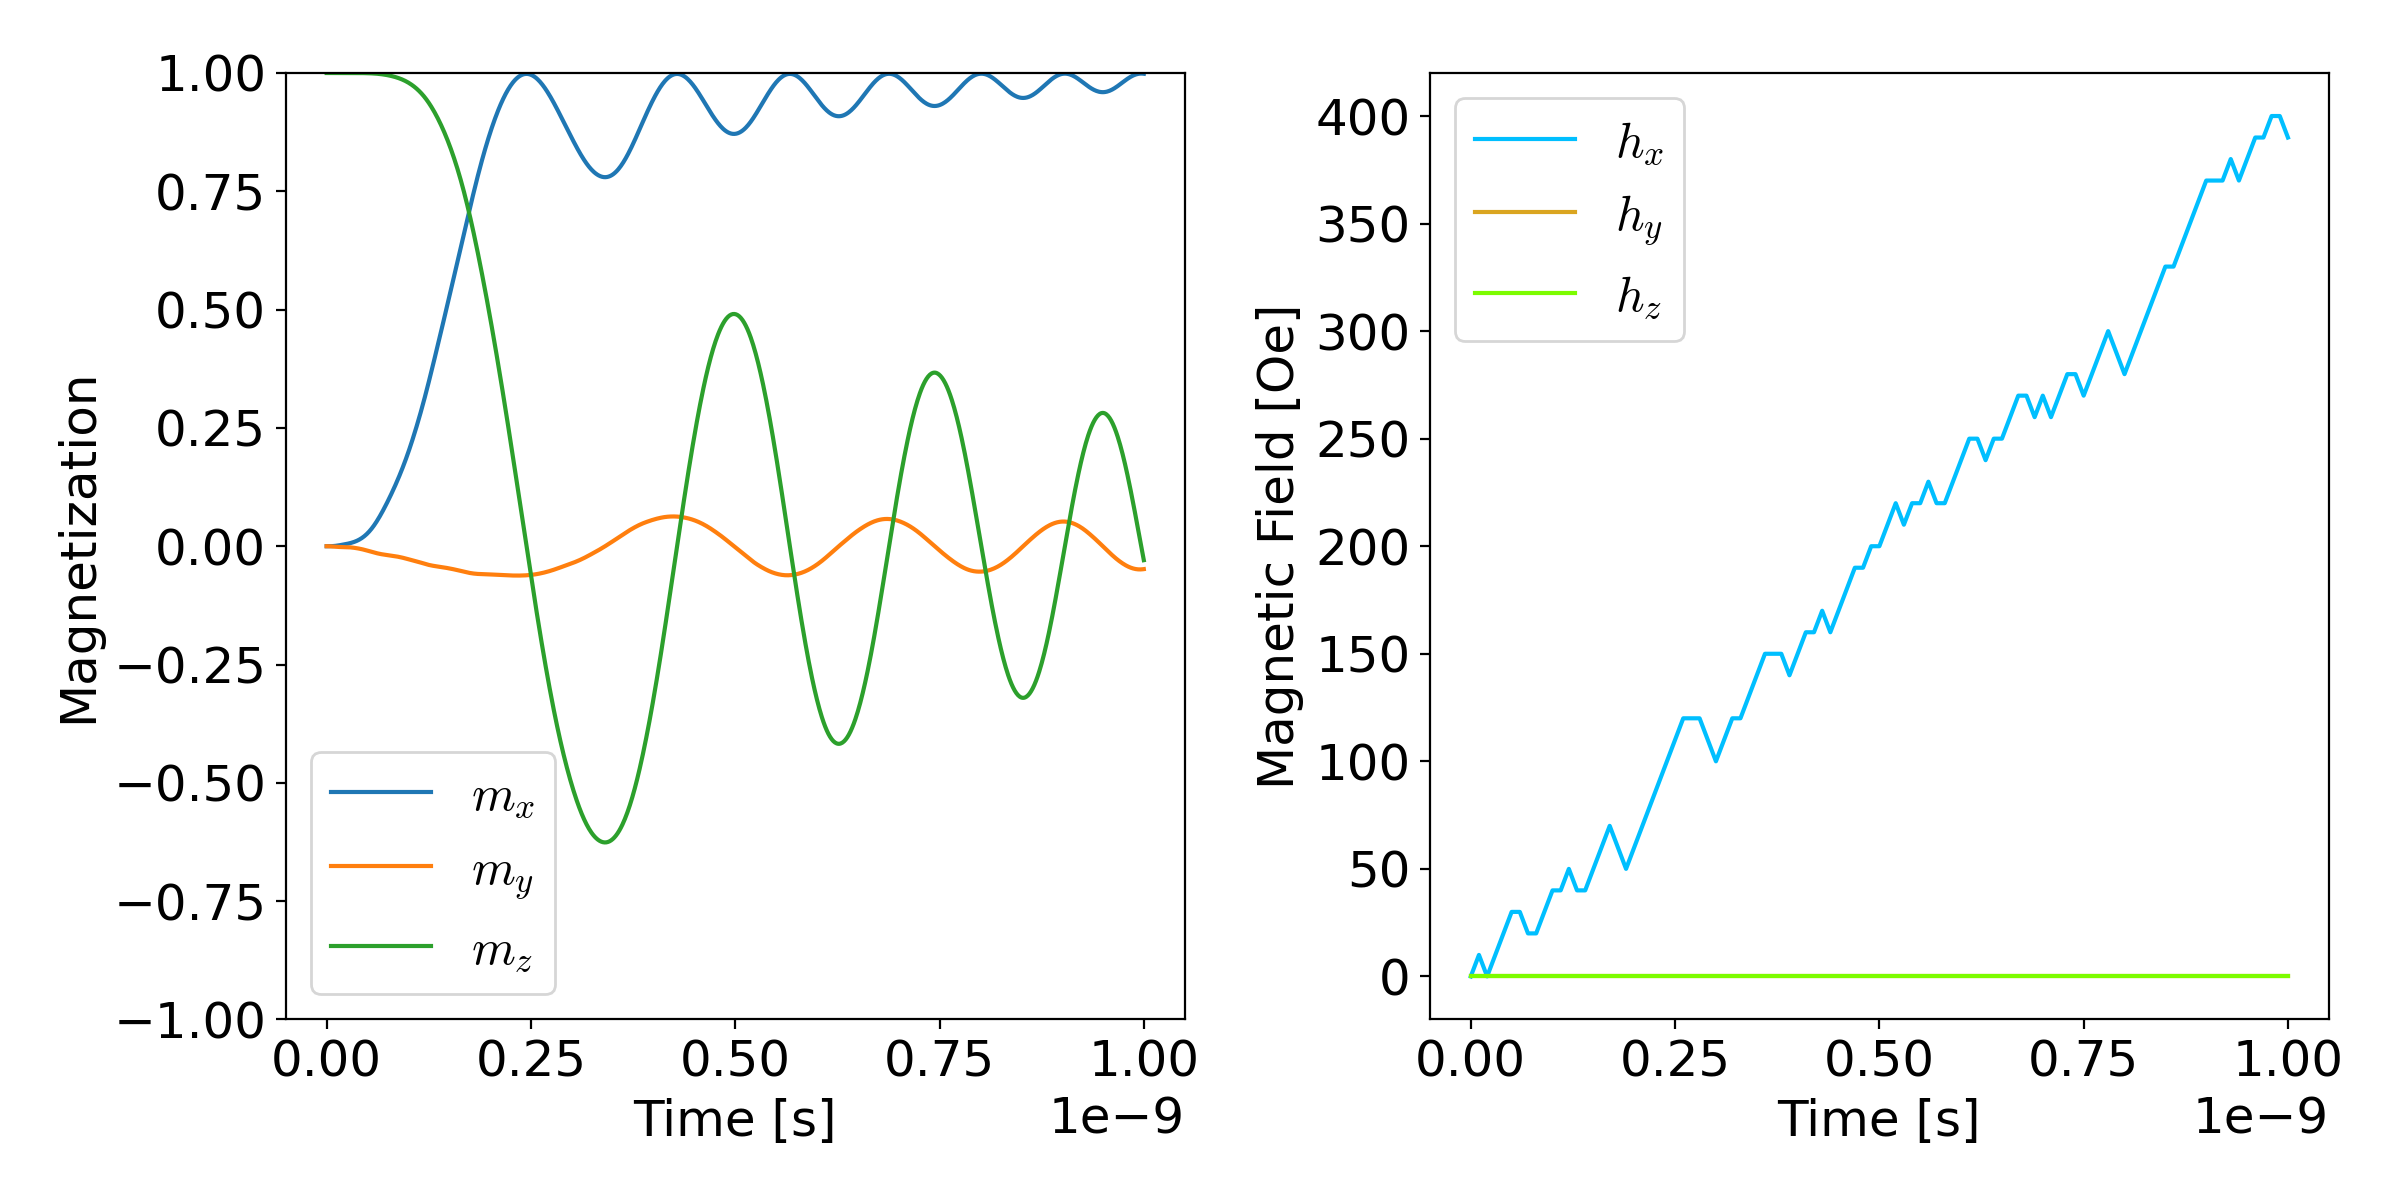 1.00
0.75
0.50
0.25
0.00
−0.25
−0.50
−0.75
−1.00
Magnetization
m_x
m_y
m_z
0.00 0.25 0.50 0.75 1.00
Time [s]
1e−9
400
350
300
250
200
150
100
50
0
Magnetic Field [Oe]
h_x
h_y
h_z
0.00 0.25 0.50 0.75 1.00
Time [s]
1e−9